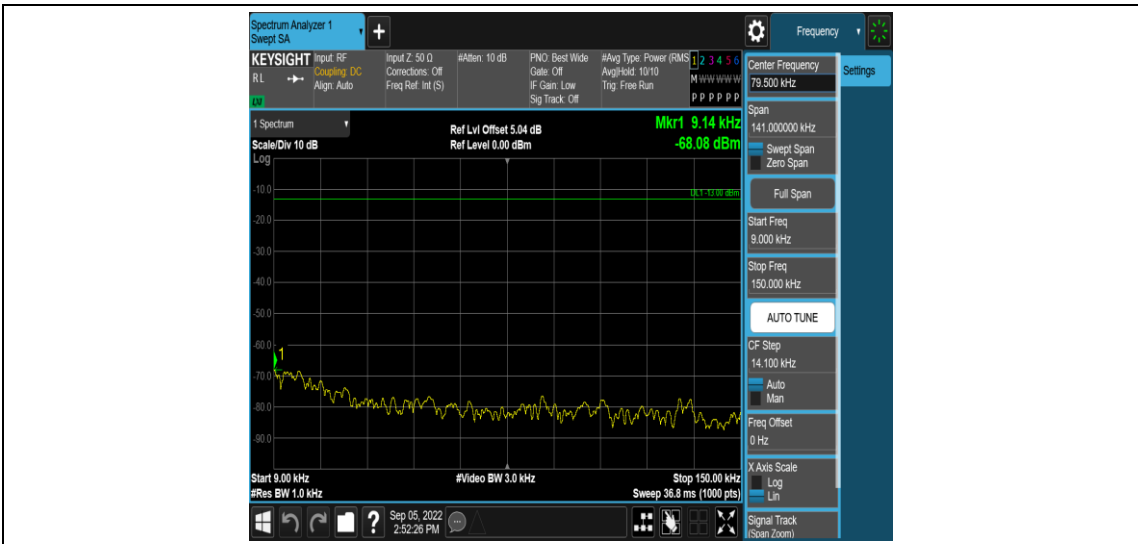 Spectrum Analyzer 1
Swept SA
+
Frequency
KEYSIGHT
RL
LXI
Input: RF
Coupling: DC
Align: Auto
Input Z: 50 Ω
Corrections: Off
Freq Ref: Int (S)
#Atten: 10 dB
PNO: Best Wide
Gate: Off
IF Gain: Low
Sig Track: Off
#Avg Type: Power (RMS
Avg|Hold: 10/10
Trig: Free Run
1 2 3 4 5 6
M W W W W W
P P P P P P
1 Spectrum
Scale/Div 10 dB
Ref Lvl Offset 5.04 dB
Ref Level 0.00 dBm
Mkr1 9.14 kHz
-68.08 dBm
Log
DL1 -13.00 dBm
-10.0
-20.0
-30.0
-40.0
-50.0
-60.0
1
-70.0
-80.0
-90.0
Start 9.00 kHz
#Video BW 3.0 kHz
Stop 150.00 kHz
#Res BW 1.0 kHz
Sweep 36.8 ms (1000 pts)
?
Sep 05, 2022
2:52:26 PM
Center Frequency
79.500 kHz
Settings
Span
141.000000 kHz
Swept Span
Zero Span
Full Span
Start Freq
9.000 kHz
Stop Freq
150.000 kHz
AUTO TUNE
CF Step
14.100 kHz
Auto
Man
Freq Offset
0 Hz
X Axis Scale
Log
Lin
Signal Track
(Span Zoom)